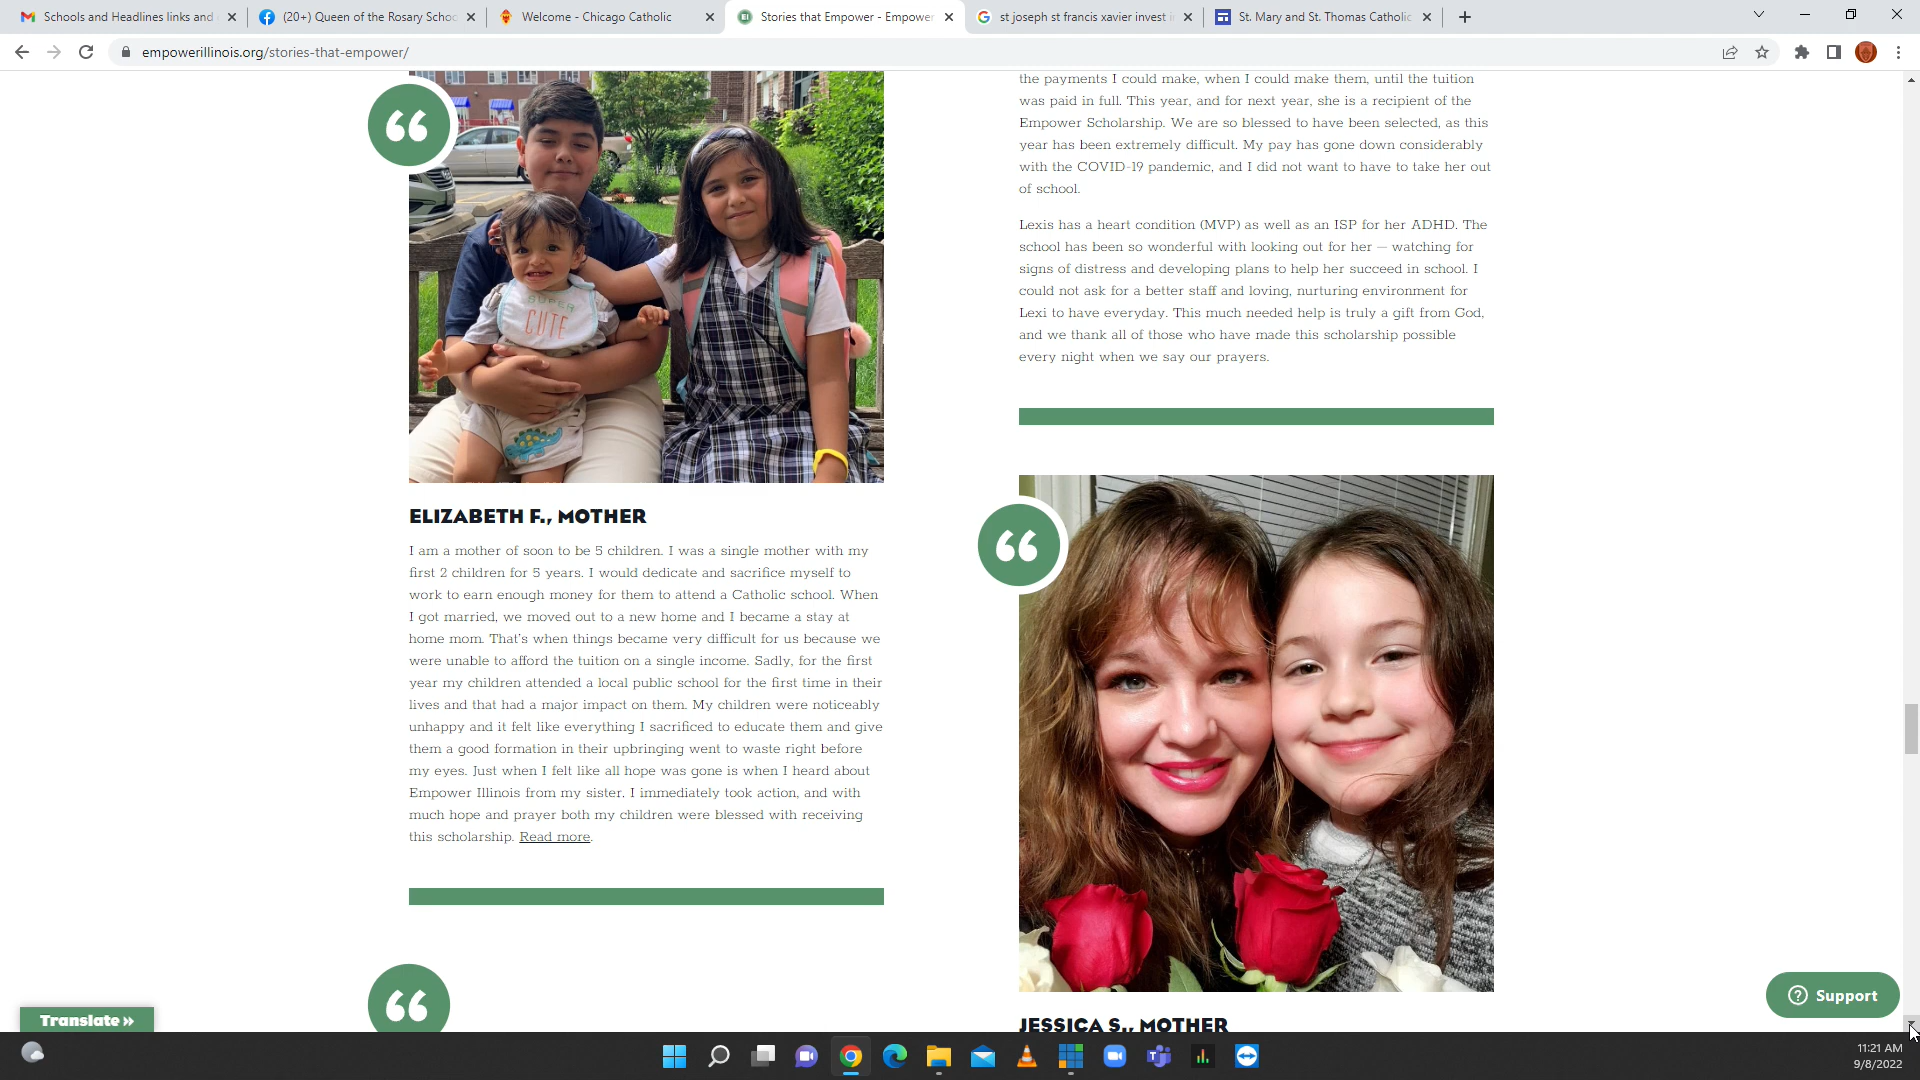 Schools and Headlines links and
(20+) Queen of the Rosary Schoo
Welcome - Chicago Catholic
Stories that Empower - Empower
st joseph st francis xavier invest i
St. Mary and St. Thomas Catholic
empowerillinois.org/stories-that-empower/
SUPER
CUTE
ELIZABETH F., MOTHER
I am a mother of soon to be 5 children. I was a single mother with my
first 2 children for 5 years. I would dedicate and sacrifice myself to
work to earn enough money for them to attend a Catholic school. When
I got married, we moved out to a new home and I became a stay at
home mom. That's when things became very difficult for us because we
were unable to afford the tuition on a single income. Sadly, for the first
year my children attended a local public school for the first time in their
lives and that had a major impact on them. My children were noticeably
unhappy and it felt like everything I sacrificed to educate them and give
them a good formation in their upbringing went to waste right before
my eyes. Just when I felt like all hope was gone is when I heard about
Empower Illinois from my sister. I immediately took action, and with
much hope and prayer both my children were blessed with receiving
this scholarship. Read more.
the payments I could make, when I could make them, until the tuition
was paid in full. This year, and for next year, she is a recipient of the
Empower Scholarship. We are so blessed to have been selected, as this
year has been extremely difficult. My pay has gone down considerably
with the COVID-19 pandemic, and I did not want to have to take her out
of school.
Lexis has a heart condition (MVP) as well as an ISP for her ADHD. The
school has been so wonderful with looking out for her – watching for
signs of distress and developing plans to help her succeed in school. I
could not ask for a better staff and loving, nurturing environment for
Lexi to have everyday. This much needed help is truly a gift from God,
and we thank all of those who have made this scholarship possible
every night when we say our prayers.
JESSICA S., MOTHER
Translate »
Support
11:21 AM
9/8/2022